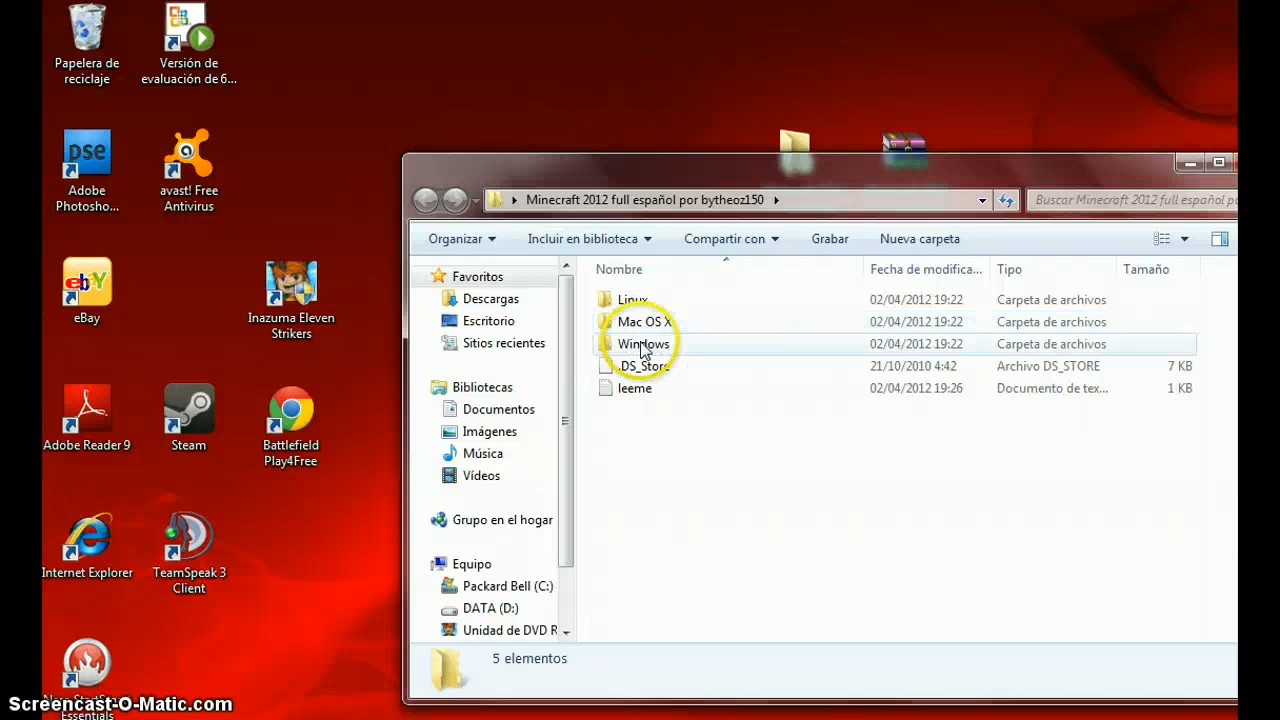 Papelera de
reciclaje
Versión de
evaluación de 6...
pse
Adobe
Photosho...
avast! Free
Antivirus
ebY
eBay
Inazuma Eleven
Strikers
Adobe Reader 9
Steam
Battlefield
Play4Free
Internet Explorer
TeamSpeak 3
Client
Essentials
Minecraft 2012 full español por bytheoz150
Buscar Minecraft 2012 full español p
Organizar
Incluir en biblioteca
Compartir con
Grabar
Nueva carpeta
Favoritos
Descargas
Escritorio
Sitios recientes
Bibliotecas
Documentos
Imágenes
Música
Vídeos
Grupo en el hogar
Equipo
Packard Bell (C:)
DATA (D:)
Unidad de DVD R
Nombre
Fecha de modifica...
Tipo
Tamaño
Linux
02/04/2012 19:22
Carpeta de archivos
Mac OS X
02/04/2012 19:22
Carpeta de archivos
Windows
02/04/2012 19:22
Carpeta de archivos
.DS_Store
21/10/2010 4:42
Archivo DS_STORE
7 KB
leeme
02/04/2012 19:26
Documento de tex...
1 KB
5 elementos
Screencast-O-Matic.com